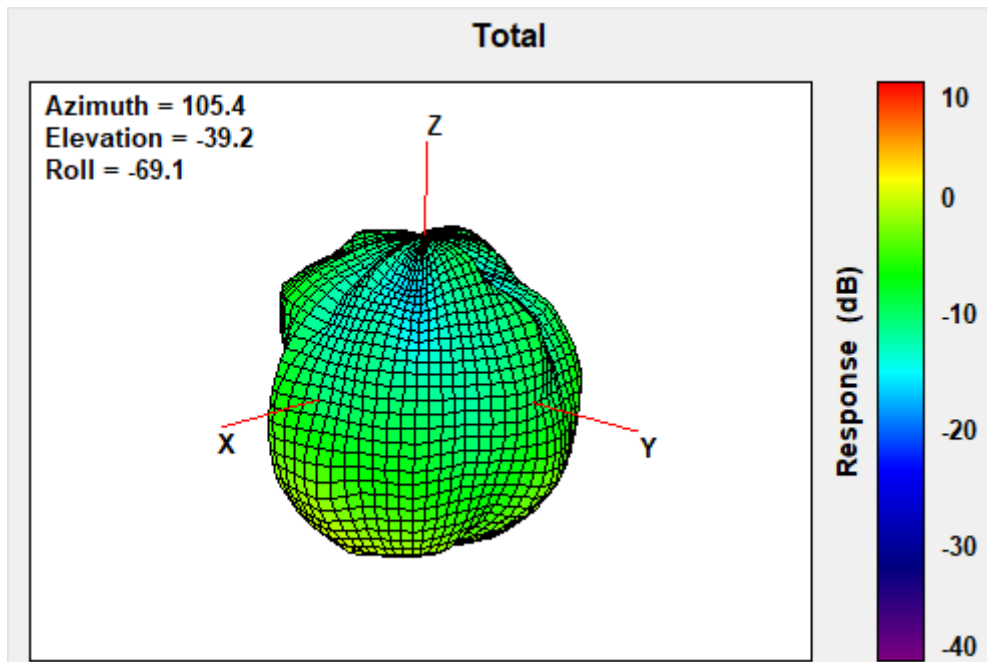 Total
Azimuth = 105.4
Elevation = -39.2
Roll = -69.1
Z
X
Y
10
0
-10
-20
-30
-40
Response (dB)